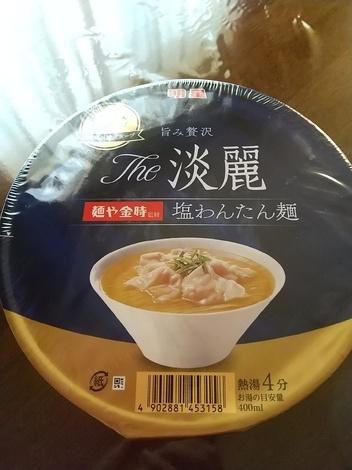 明星
旨み贅沢
The 淡麗
麺や金時監修
塩わんたん麺
紙
熱湯4分
お湯の目安量
400ml
4 902881 453158